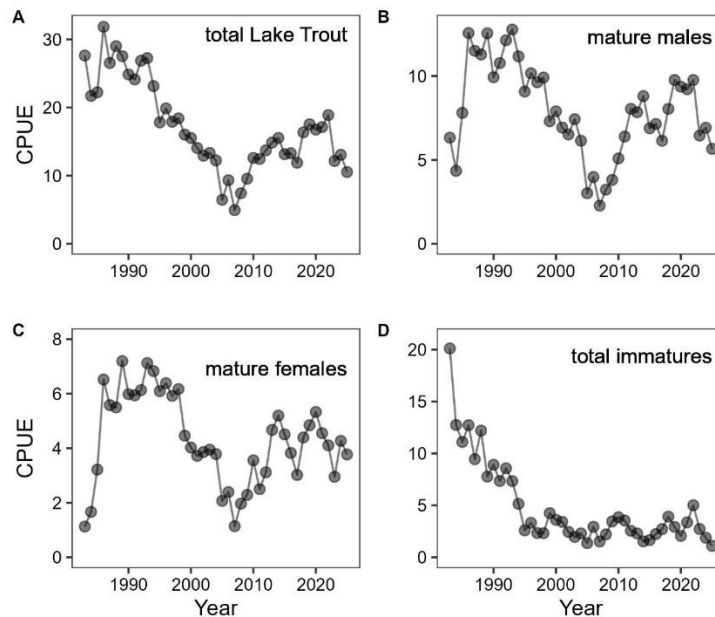 A
total Lake Trout
CPUE
30
20
10
0
1990
2000
2010
2020
B
mature males
10
5
0
1990
2000
2010
2020
C
mature females
CPUE
8
6
4
2
0
1990
2000
2010
2020
Year
D
total immatures
20
15
10
5
0
1990
2000
2010
2020
Year